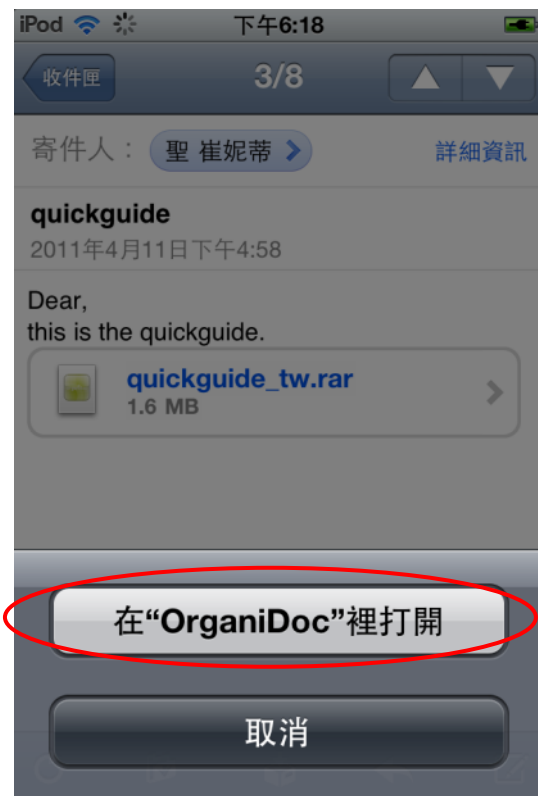 iPod 下午6:18
收件匣 3/8
寄件人： 聖 崔妮蒂 詳細資訊
quickguide
2011年4月11日下午4:58
Dear,
this is the quickguide.
quickguide_tw.rar
1.6 MB
在“OrganiDoc”裡打開
取消